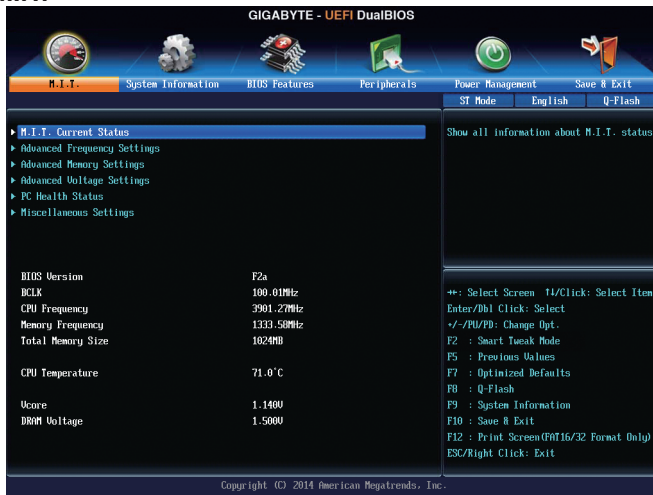 GIGABYTE - UEFI DualBIOS
M.I.T. System Information BIOS Features Peripherals Power Management Save & Exit
ST Mode English Q-Flash
M.I.T. Current Status
Advanced Frequency Settings
Advanced Memory Settings
Advanced Voltage Settings
PC Health Status
Miscellaneous Settings
Show all information about M.I.T. status
BIOS Version F2a
BCLK 100.01MHz
CPU Frequency 3901.27MHz
Memory Frequency 1333.58MHz
Total Memory Size 1024MB
CPU Temperature 71.0°C
Vcore 1.140V
DRAM Voltage 1.500V
→←: Select Screen ↑↓/Click: Select Item
Enter/Dbl Click: Select
+/-/PU/PD: Change Opt.
F2 : Smart Tweak Mode
F5 : Previous Values
F7 : Optimized Defaults
F8 : Q-Flash
F9 : System Information
F10 : Save & Exit
F12 : Print Screen(FAT16/32 Format Only)
ESC/Right Click: Exit
Copyright (C) 2014 American Megatrends, Inc.